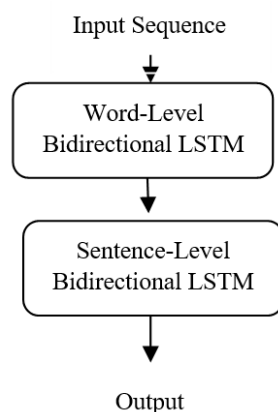 Input Sequence
Word-Level
Bidirectional LSTM
Sentence-Level
Bidirectional LSTM
Output